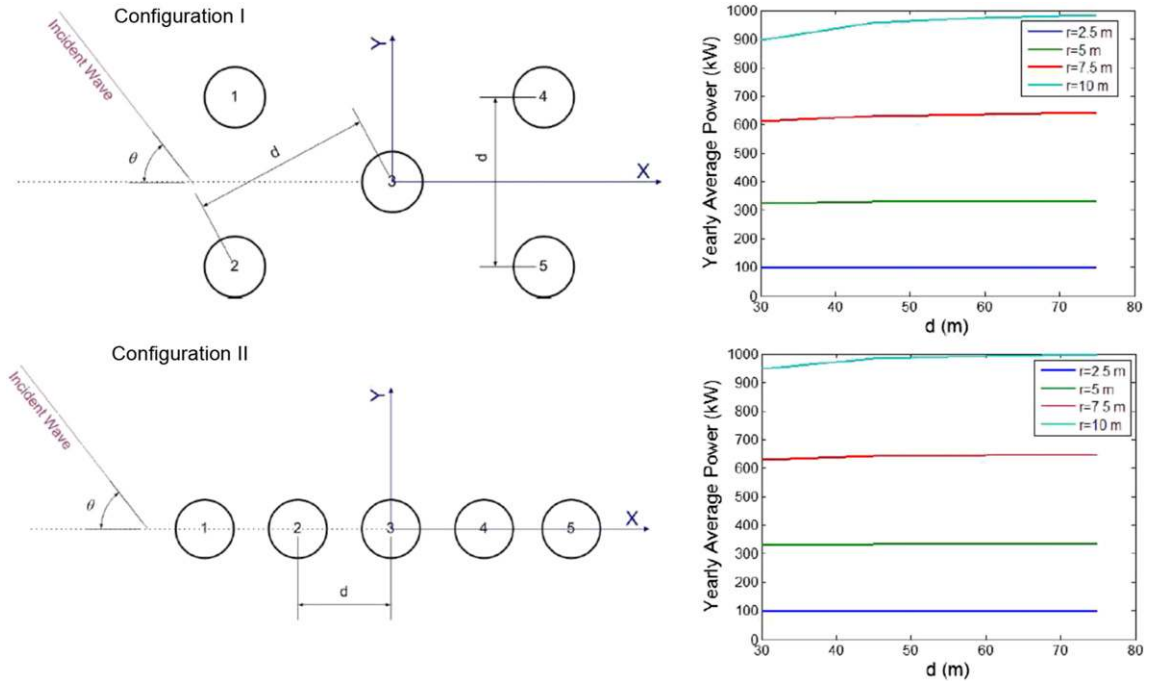 Configuration I
Incident Wave
θ
d
1
2
3
4
5
d
Y
X
Yearly Average Power (kW)
1000
900
800
700
600
500
400
300
200
100
0
30
40
50
60
70
80
d (m)
r=2.5 m
r=5 m
r=7.5 m
r=10 m
Configuration II
Incident Wave
θ
1
2
3
4
5
d
Y
X
Yearly Average Power (kW)
1000
900
800
700
600
500
400
300
200
100
0
30
40
50
60
70
80
d (m)
r=2.5 m
r=5 m
r=7.5 m
r=10 m